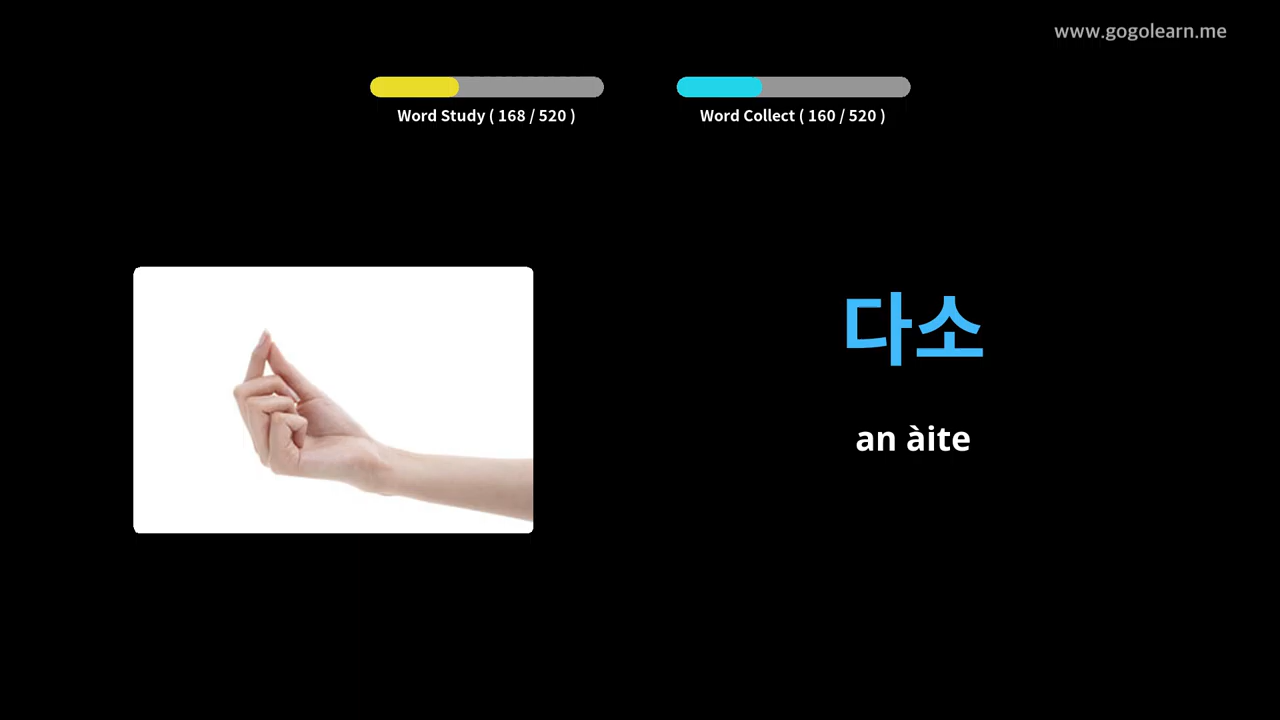 www.gogolearn.me
Word Study ( 168 / 520 )
Word Collect ( 160 / 520 )
다소
an àite